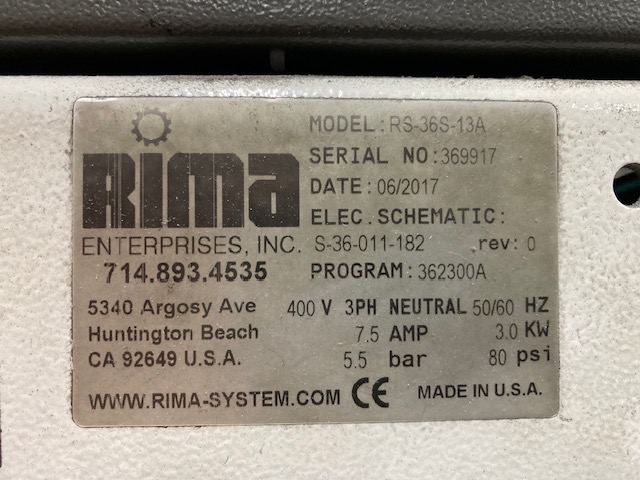 RIMA
ENTERPRISES, INC.
714.893.4535
5340 Argosy Ave
Huntington Beach
CA 92649 U.S.A.
WWW.RIMA-SYSTEM.COM CE
MODEL: RS-36S-13A
SERIAL NO: 369917
DATE: 06/2017
ELEC. SCHEMATIC:
S-36-011-182 rev: 0
PROGRAM: 362300A
400 V 3PH NEUTRAL 50/60 HZ
7.5 AMP 3.0 KW
5.5 bar 80 psi
MADE IN U.S.A.